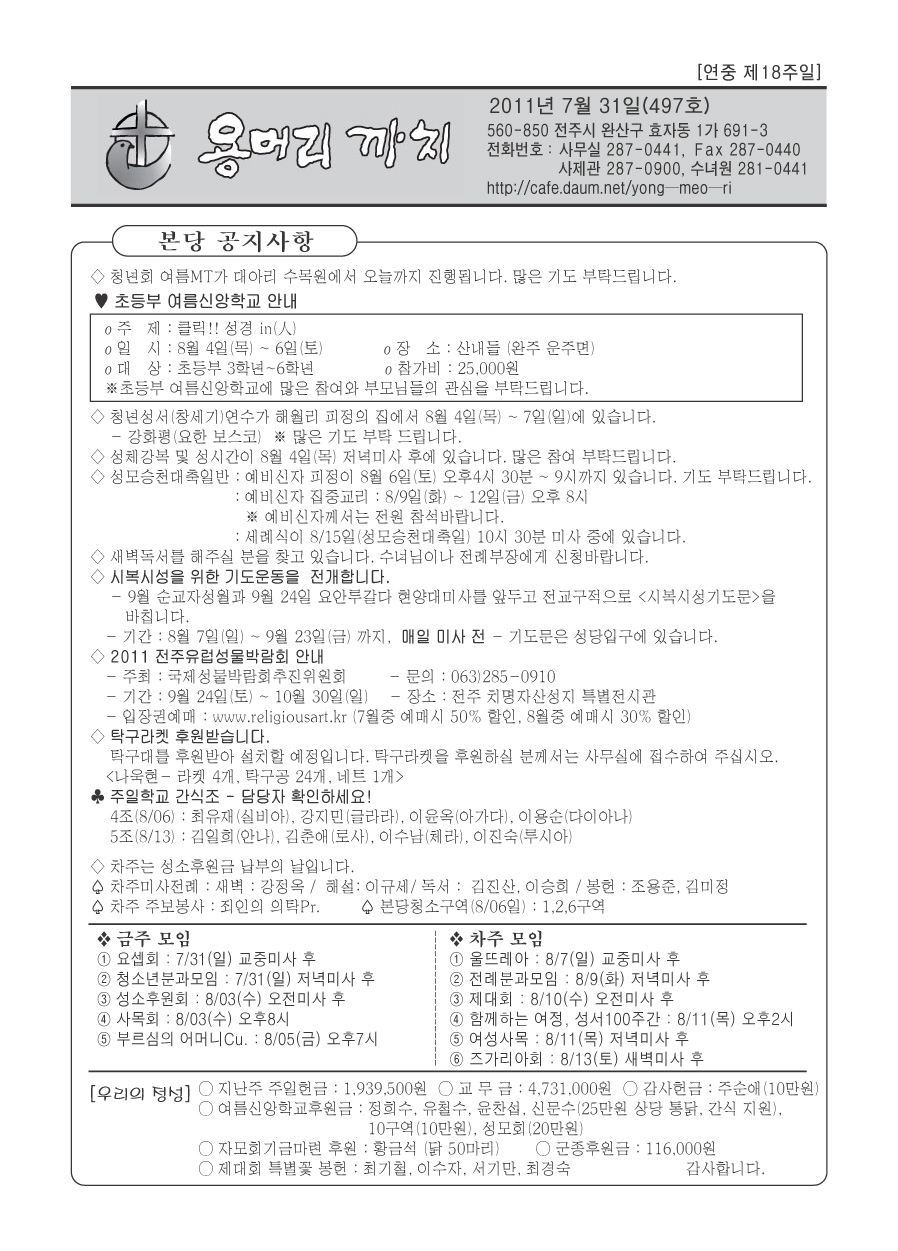 [연중 제18주일]
용머리 까치
2011년 7월 31일(497호)
560-850 전주시 완산구 효자동 1가 691-3
전화번호 : 사무실 287-0441, Fax 287-0440
사제관 287-0900, 수녀원 281-0441
http://cafe.daum.net/yong—meo—ri
본당 공지사항
◇ 청년회 여름MT가 대아리 수목원에서 오늘까지 진행됩니다. 많은 기도 부탁드립니다.
♥ 초등부 여름신앙학교 안내
o 주 제 : 클릭!! 성경 in(人)
o 일 시 : 8월 4일(목) ~ 6일(토) o 장 소 : 산내들 (완주 운주면)
o 대 상 : 초등부 3학년~6학년 o 참가비 : 25,000원
※초등부 여름신앙학교에 많은 참여와 부모님들의 관심을 부탁드립니다.
◇ 청년성서(창세기)연수가 해월리 피정의 집에서 8월 4일(목) ~ 7일(일)에 있습니다.
- 강화평(요한 보스코) ※ 많은 기도 부탁 드립니다.
◇ 성체강복 및 성시간이 8월 4일(목) 저녁미사 후에 있습니다. 많은 참여 부탁드립니다.
◇ 성모승천대축일반 : 예비신자 피정이 8월 6일(토) 오후4시 30분 ~ 9시까지 있습니다. 기도 부탁드립니다.
: 예비신자 집중교리 : 8/9일(화) ~ 12일(금) 오후 8시
※ 예비신자께서는 전원 참석바랍니다.
: 세례식이 8/15일(성모승천대축일) 10시 30분 미사 중에 있습니다.
◇ 새벽독서를 해주실 분을 찾고 있습니다. 수녀님이나 전례부장에게 신청바랍니다.
◇ 시복시성을 위한 기도운동을 전개합니다.
- 9월 순교자성월과 9월 24일 요안루갈다 현양대미사를 앞두고 전교구적으로 <시복시성기도문>을
바칩니다.
- 기간 : 8월 7일(일) ~ 9월 23일(금) 까지, 매일 미사 전 - 기도문은 성당입구에 있습니다.
◇ 2011 전주유럽성물박람회 안내
- 주최 : 국제성물박람회추진위원회 - 문의 : 063)285-0910
- 기간 : 9월 24일(토) ~ 10월 30일(일) - 장소 : 전주 치명자산성지 특별전시관
- 입장권예매 : www.religiousart.kr (7월중 예매시 50% 할인, 8월중 예매시 30% 할인)
◇ 탁구라켓 후원받습니다.
탁구대를 후원받아 설치할 예정입니다. 탁구라켓을 후원하실 분께서는 사무실에 접수하여 주십시오.
<나욱현- 라켓 4개, 탁구공 24개, 네트 1개>
♣ 주일학교 간식조 - 담당자 확인하세요!
4조(8/06) : 최유재(실비아), 강지민(글라라), 이윤옥(아가다), 이용순(다이아나)
5조(8/13) : 김일희(안나), 김춘애(로사), 이수남(체라), 이진숙(루시아)
◇ 차주는 성소후원금 납부의 날입니다.
♤ 차주미사전례 : 새벽 : 강정옥 / 해설: 이규세/ 독서 : 김진산, 이승희 / 봉헌 : 조용준, 김미정
♤ 차주 주보봉사 : 죄인의 의탁Pr. ♤ 본당청소구역(8/06일) : 1,2,6구역
❖ 금주 모임
① 요셉회 : 7/31(일) 교중미사 후
② 청소년분과모임 : 7/31(일) 저녁미사 후
③ 성소후원회 : 8/03(수) 오전미사 후
④ 사목회 : 8/03(수) 오후8시
⑤ 부르심의 어머니Cu. : 8/05(금) 오후7시
❖ 차주 모임
① 울뜨레아 : 8/7(일) 교중미사 후
② 전례분과모임 : 8/9(화) 저녁미사 후
③ 제대회 : 8/10(수) 오전미사 후
④ 함께하는 여정, 성서100주간 : 8/11(목) 오후2시
⑤ 여성사목 : 8/11(목) 저녁미사 후
⑥ 즈가리아회 : 8/13(토) 새벽미사 후
[우리의 정성] ○ 지난주 주일헌금 : 1,939,500원 ○ 교 무 금 : 4,731,000원 ○ 감사헌금 : 주순애(10만원)
○ 여름신앙학교후원금 : 정희수, 유칠수, 윤찬섭, 신문수(25만원 상당 통닭, 간식 지원),
10구역(10만원), 성모회(20만원)
○ 자모회기금마련 후원 : 황금석 (닭 50마리) ○ 군종후원금 : 116,000원
○ 제대회 특별꽃 봉헌 : 최기철, 이수자, 서기만, 최경숙 감사합니다.